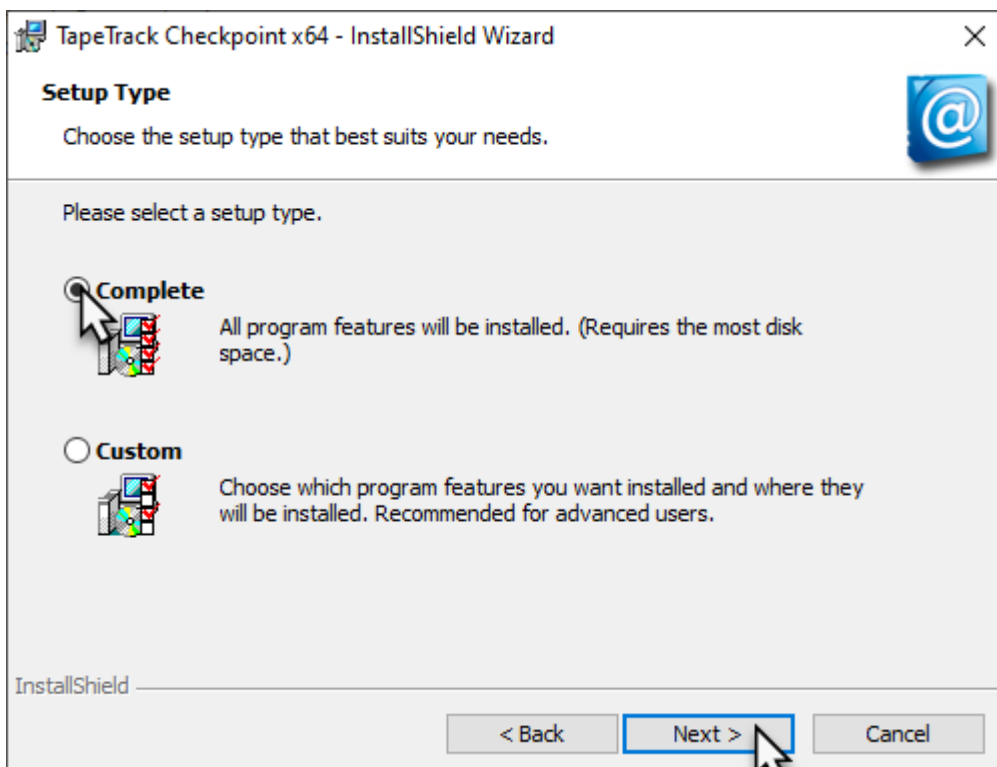 TapeTrack Checkpoint x64 - InstallShield Wizard
Setup Type
Choose the setup type that best suits your needs.
Please select a setup type.
Complete
All program features will be installed. (Requires the most disk
space.)
Custom
Choose which program features you want installed and where they
will be installed. Recommended for advanced users.
InstallShield
< Back Next > Cancel